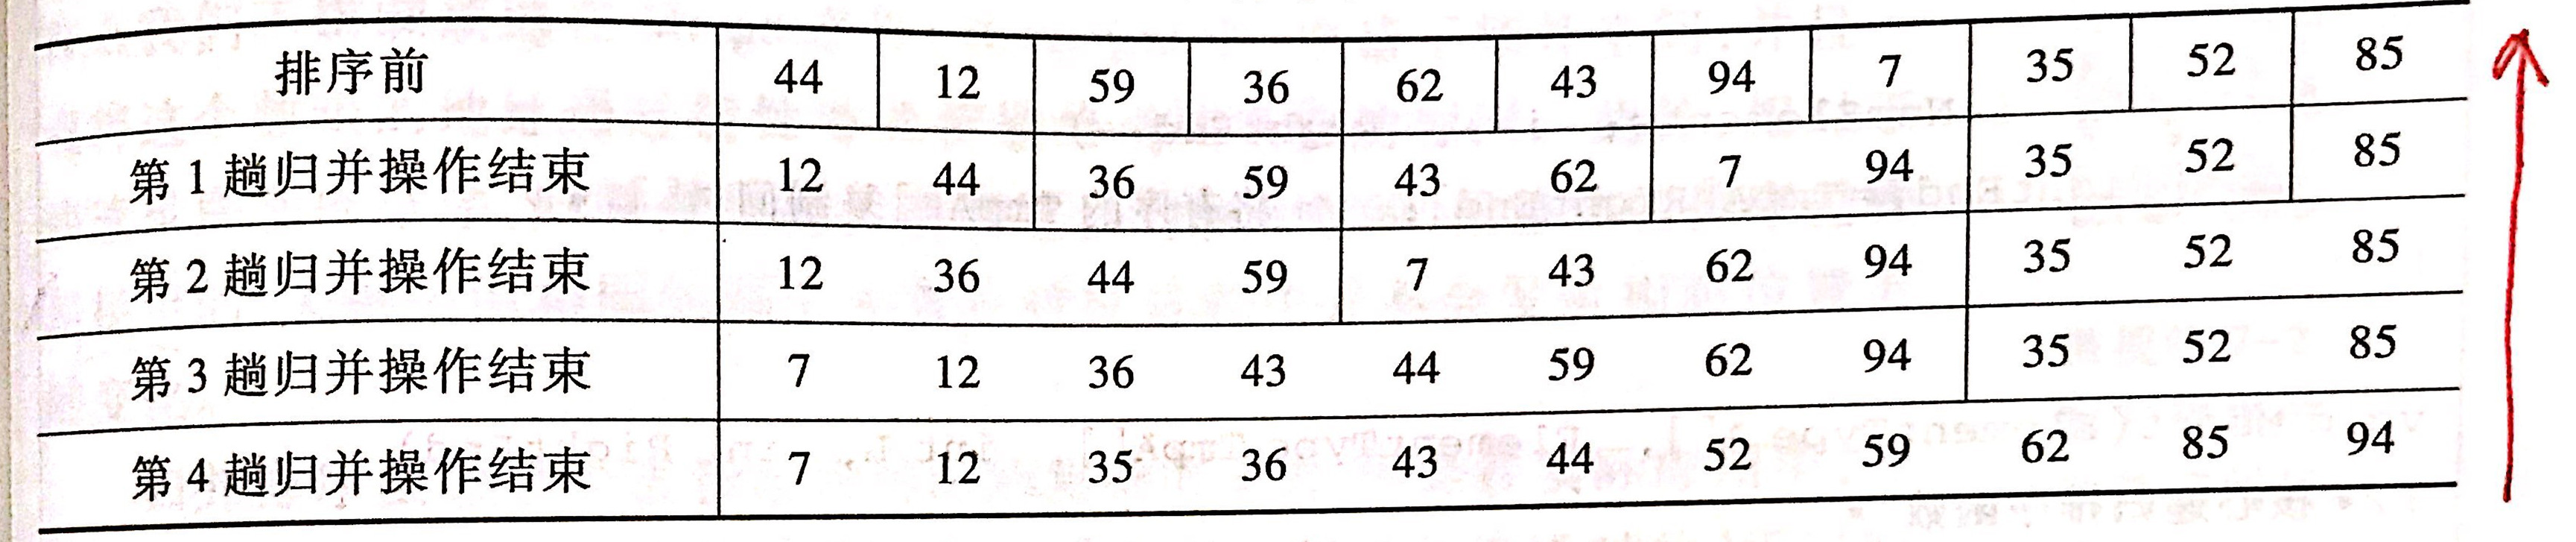 排序前 44 12 59 36 62 43 94 7 35 52 85
第1趟归并操作结束 12 44 36 59 43 62 7 94 35 52 85
第2趟归并操作结束 12 36 44 59 7 43 62 94 35 52 85
第3趟归并操作结束 7 12 36 43 44 59 62 94 35 52 85
第4趟归并操作结束 7 12 35 36 43 44 52 59 62 85 94